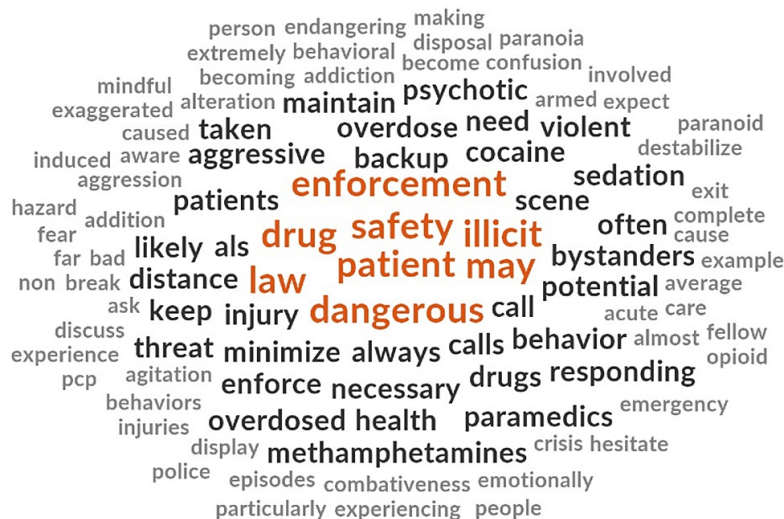 making
person endangering
disposal paranoia
extremely behavioral
become confusion
becoming addiction
involved
mindful
psychotic
exaggerated alteration maintain
armed expect
caused taken
overdose need violent
paranoid
destabilize
induced aware aggressive
backup cocaine
aggression
enforcement
sedation
patients
scene
exit
hazard
addition
complete
fear
drug safety illicit
often
cause
far bad
likely als
patient may
bystanders example
non break distance law
potential average
ask keep injury dangerous call
acute care
discuss
threat minimize always calls behavior almost fellow
experience
opioid
pcp agitation
enforce necessary drugs responding
behaviors
overdosed health paramedics emergency
injuries
display methamphetamines crisis hesitate
police
episodes combativeness emotionally
particularly experiencing people